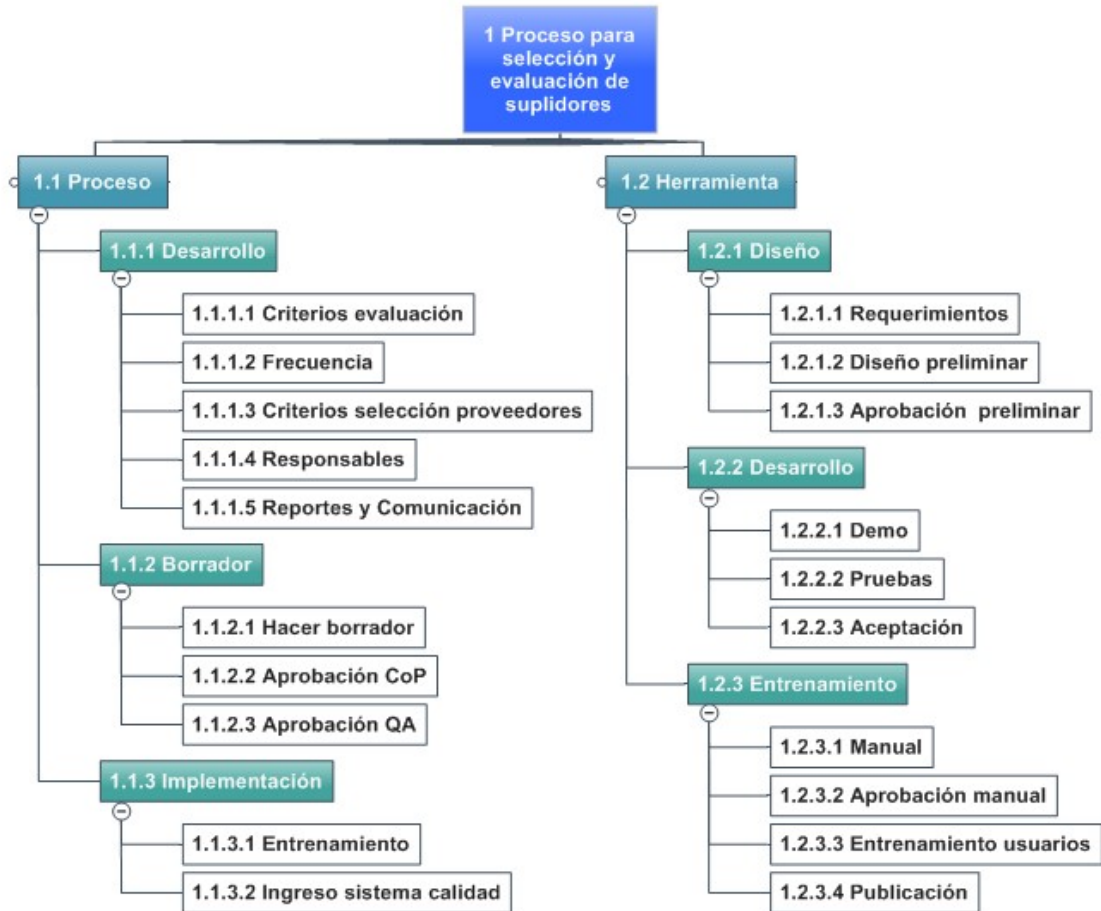 1 Proceso para
selección y
evaluación de
suplidores
1.1 Proceso
1.1.1 Desarrollo
1.1.1.1 Criterios evaluación
1.1.1.2 Frecuencia
1.1.1.3 Criterios selección proveedores
1.1.1.4 Responsables
1.1.1.5 Reportes y Comunicación
1.1.2 Borrador
1.1.2.1 Hacer borrador
1.1.2.2 Aprobación CoP
1.1.2.3 Aprobación QA
1.1.3 Implementación
1.1.3.1 Entrenamiento
1.1.3.2 Ingreso sistema calidad
1.2 Herramienta
1.2.1 Diseño
1.2.1.1 Requerimientos
1.2.1.2 Diseño preliminar
1.2.1.3 Aprobación preliminar
1.2.2 Desarrollo
1.2.2.1 Demo
1.2.2.2 Pruebas
1.2.2.3 Aceptación
1.2.3 Entrenamiento
1.2.3.1 Manual
1.2.3.2 Aprobación manual
1.2.3.3 Entrenamiento usuarios
1.2.3.4 Publicación